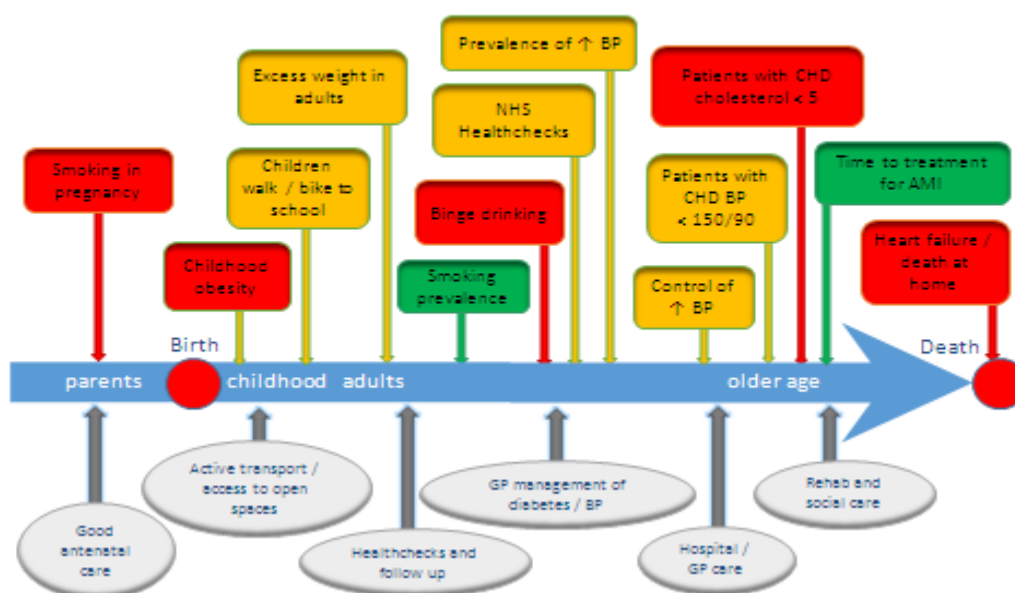 Prevalence of ↑ BP
Excess weight in
adults
Patients with CHD
cholesterol < 5
NHS
Healthchecks
Smoking in
pregnancy
Children
walk / bike to
school
Patients with
CHD BP
< 150/90
Time to treatment
for AMI
Binge drinking
Heart failure /
death at
home
Childhood
obesity
Smoking
prevalence
Control of
↑ BP
Birth
Death
parents
childhood
adults
older age
Good
antenatal
care
Active transport /
access to open
spaces
Healthchecks and
follow up
GP management of
diabetes / BP
Hospital /
GP care
Rehab and
social care